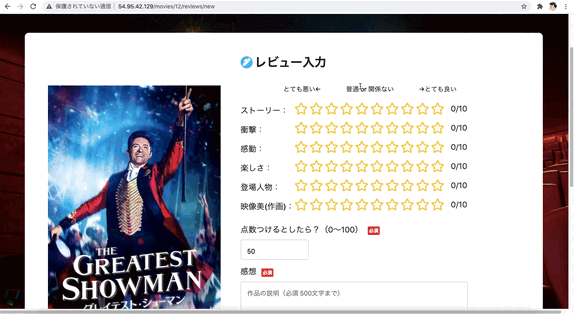 保護されていない通信 | 54.95.42.129/movies/12/reviews/new
レビュー入力
とても悪い← 普通 or 関係ない →とても良い
ストーリー： 0/10
衝撃： 0/10
感動： 0/10
楽しさ： 0/10
登場人物： 0/10
映像美(作画)： 0/10
点数つけるとしたら？（0〜100） 必須
50
感想 必須
作品の説明（必須 500文字まで）
THE
GREATEST
SHOWMAN
グレイテスト・ショーマン